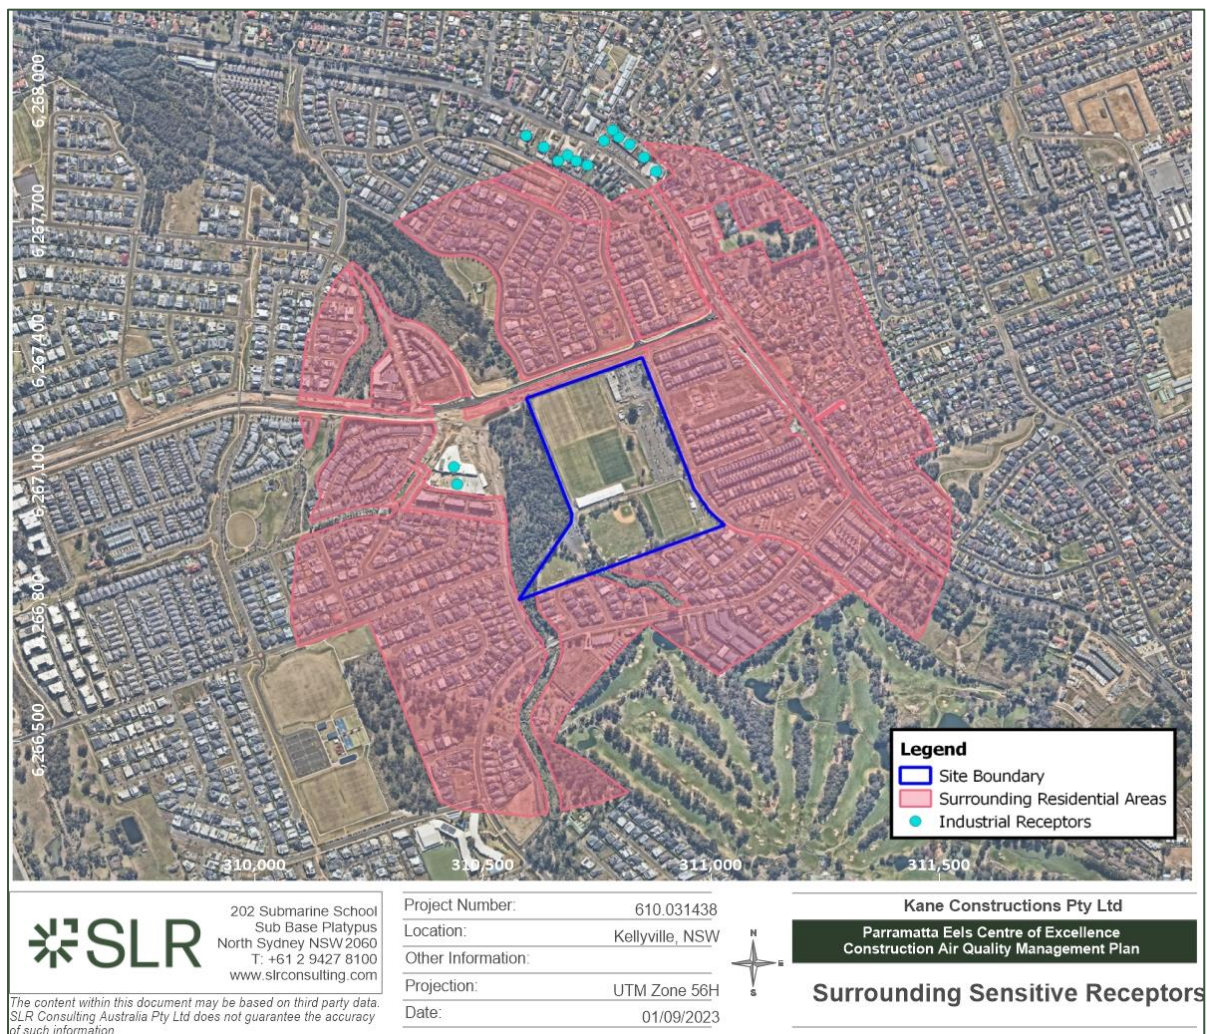 6,268,000
6,267,700
6,267,400
6,267,100
6,266,800
6,266,500
310,000
310,500
311,000
311,500
Legend
Site Boundary
Surrounding Residential Areas
Industrial Receptors
SLR
202 Submarine School
Sub Base Platypus
North Sydney NSW 2060
T: +61 2 9427 8100
www.slrconsulting.com
The content within this document may be based on third party data.
SLR Consulting Australia Pty Ltd does not guarantee the accuracy
of such information
Project Number: 610.031438
Location: Kellyville, NSW
Other Information:
Projection: UTM Zone 56H
Date: 01/09/2023
N
E
S
Kane Constructions Pty Ltd
Parramatta Eels Centre of Excellence
Construction Air Quality Management Plan
Surrounding Sensitive Receptors